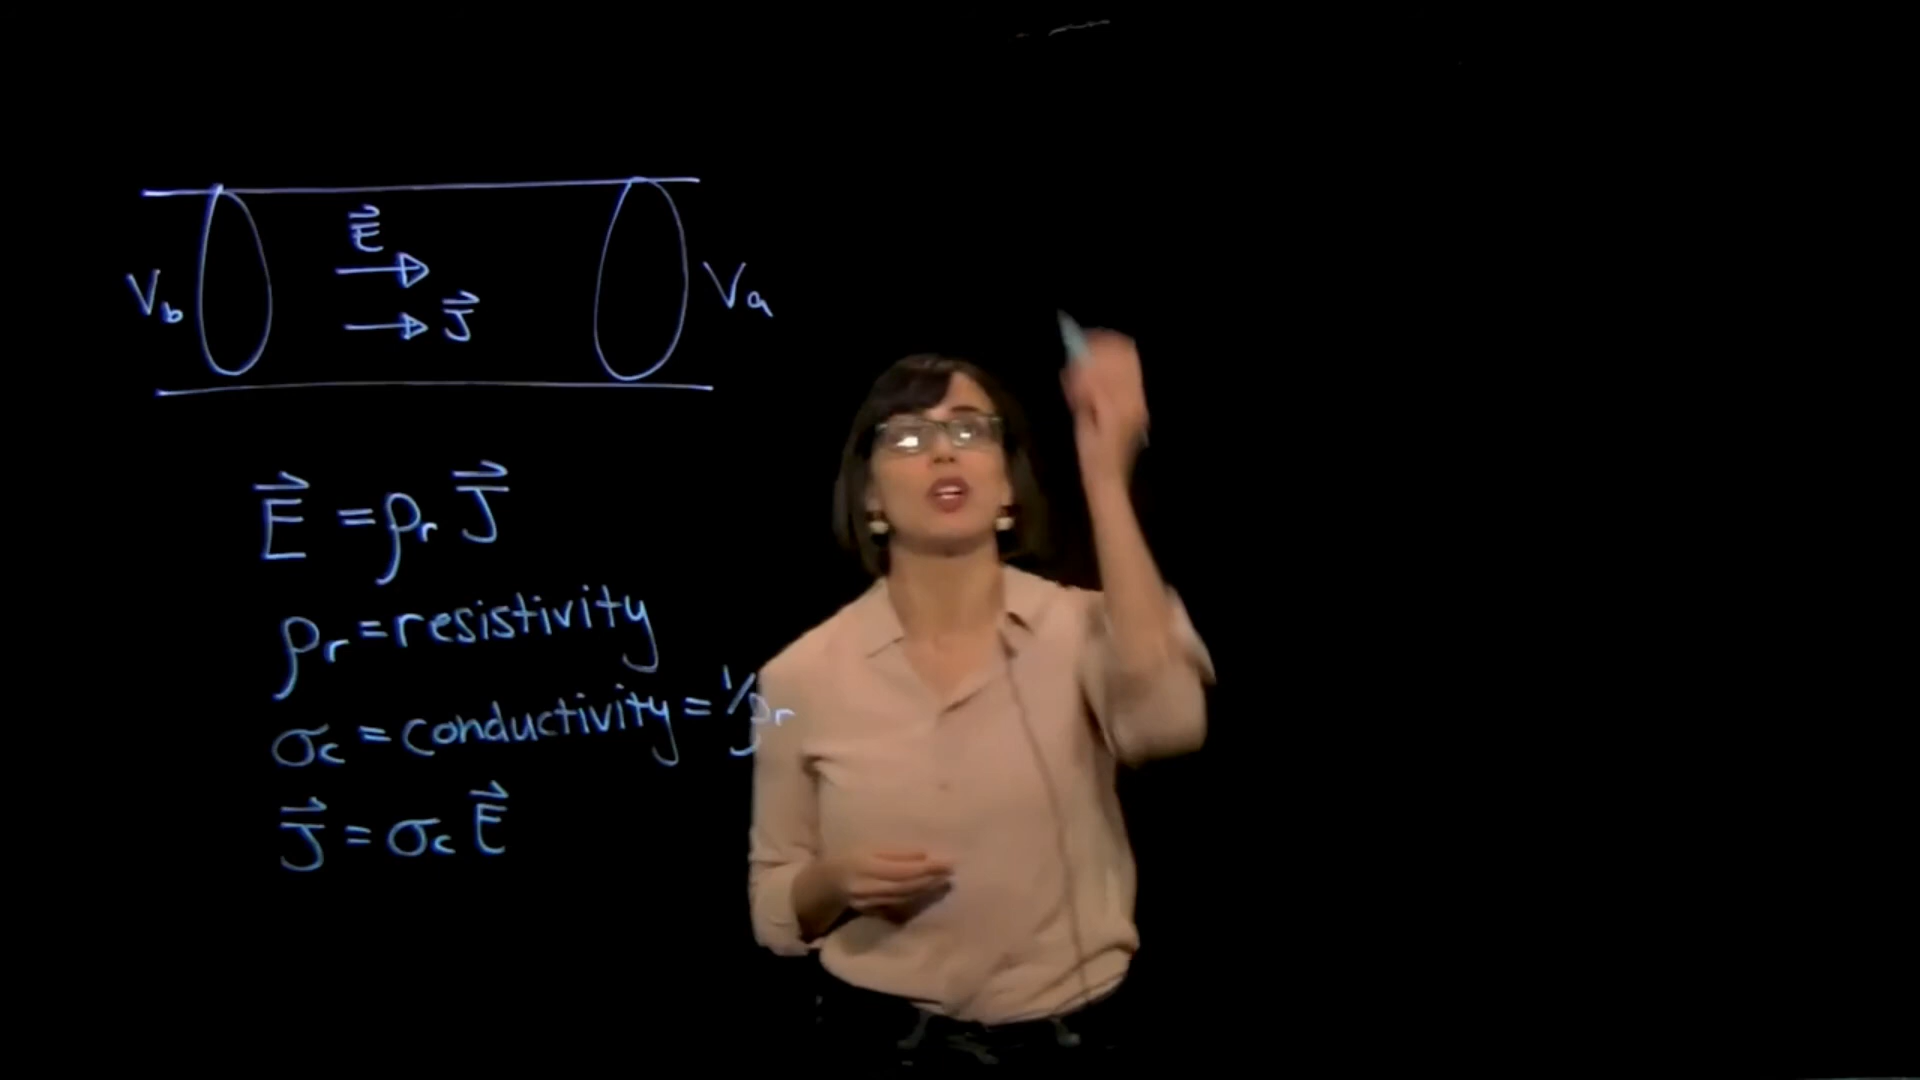 V_b E⃗ J⃗ V_a
E⃗ = ρ_r J⃗
ρ_r = resistivity
σ_c = conductivity = 1/ρ_r
J⃗ = σ_c E⃗